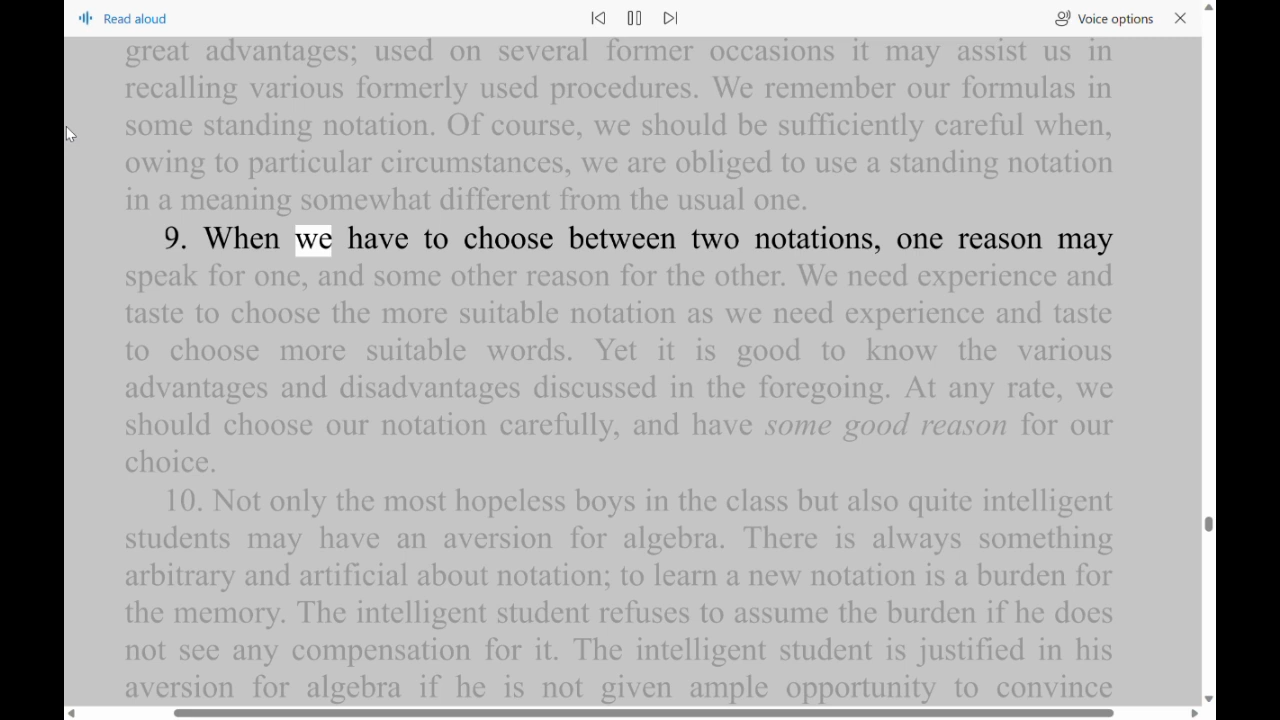 Read aloud
Voice options
great advantages; used on several former occasions it may assist us in
recalling various formerly used procedures. We remember our formulas in
some standing notation. Of course, we should be sufficiently careful when,
owing to particular circumstances, we are obliged to use a standing notation
in a meaning somewhat different from the usual one.
9. When we have to choose between two notations, one reason may
speak for one, and some other reason for the other. We need experience and
taste to choose the more suitable notation as we need experience and taste
to choose more suitable words. Yet it is good to know the various
advantages and disadvantages discussed in the foregoing. At any rate, we
should choose our notation carefully, and have some good reason for our
choice.
10. Not only the most hopeless boys in the class but also quite intelligent
students may have an aversion for algebra. There is always something
arbitrary and artificial about notation; to learn a new notation is a burden for
the memory. The intelligent student refuses to assume the burden if he does
not see any compensation for it. The intelligent student is justified in his
aversion for algebra if he is not given ample opportunity to convince